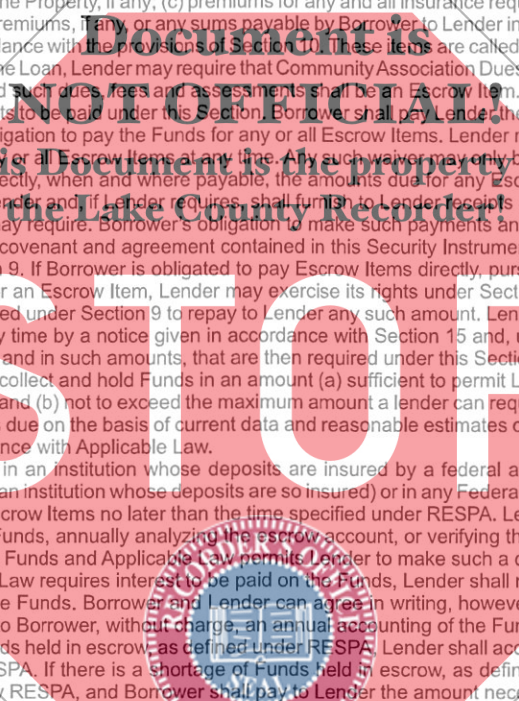 the Property, if any, (c) premiums for any and all insurance requ
remiums, if any, or any sums payable by Borrower to Lender in
Document is
dance with the provisions of Section 10. These items are called
he Loan, Lender may require that Community Association Dues
d such dues, fees and assessments shall be an Escrow Item.
NOT OFFICIAL!
ts to be paid under this Section. Borrower shall pay Lender the
igation to pay the Funds for any or all Escrow Items. Lender
y or all Escrow Items at any time. Any such waiver may only b
is Document is the property
ectly, when and where payable, the amounts due for any Esc
ender and, if Lender requires, shall furnish to Lender receipts
the Lake County Recorder!
ay require. Borrower's obligation to make such payments an
covenant and agreement contained in this Security Instrume
9. If Borrower is obligated to pay Escrow Items directly, purs
r an Escrow Item, Lender may exercise its rights under Sect
ed under Section 9 to repay to Lender any such amount. Len
STOP
y time by a notice given in accordance with Section 15 and, u
and in such amounts, that are then required under this Sectio
collect and hold Funds in an amount (a) sufficient to permit L
and (b) not to exceed the maximum amount a lender can requ
s due on the basis of current data and reasonable estimates o
nce with Applicable Law.
in an institution whose deposits are insured by a federal a
an institution whose deposits are so insured) or in any Federa
scrow Items no later than the time specified under RESPA. Le
Funds, annually analyzing the escrow account, or verifying th
Funds and Applicable Law permits Lender to make such a c
Law requires interest to be paid on the Funds, Lender shall n
e Funds. Borrower and Lender can agree in writing, howeve
o Borrower, without charge, an annual accounting of the Fun
ds held in escrow, as defined under RESPA, Lender shall acc
SPA. If there is a shortage of Funds held in escrow, as defin
SEAL
y RESPA, and Borrower shall pay to Lender the amount nece